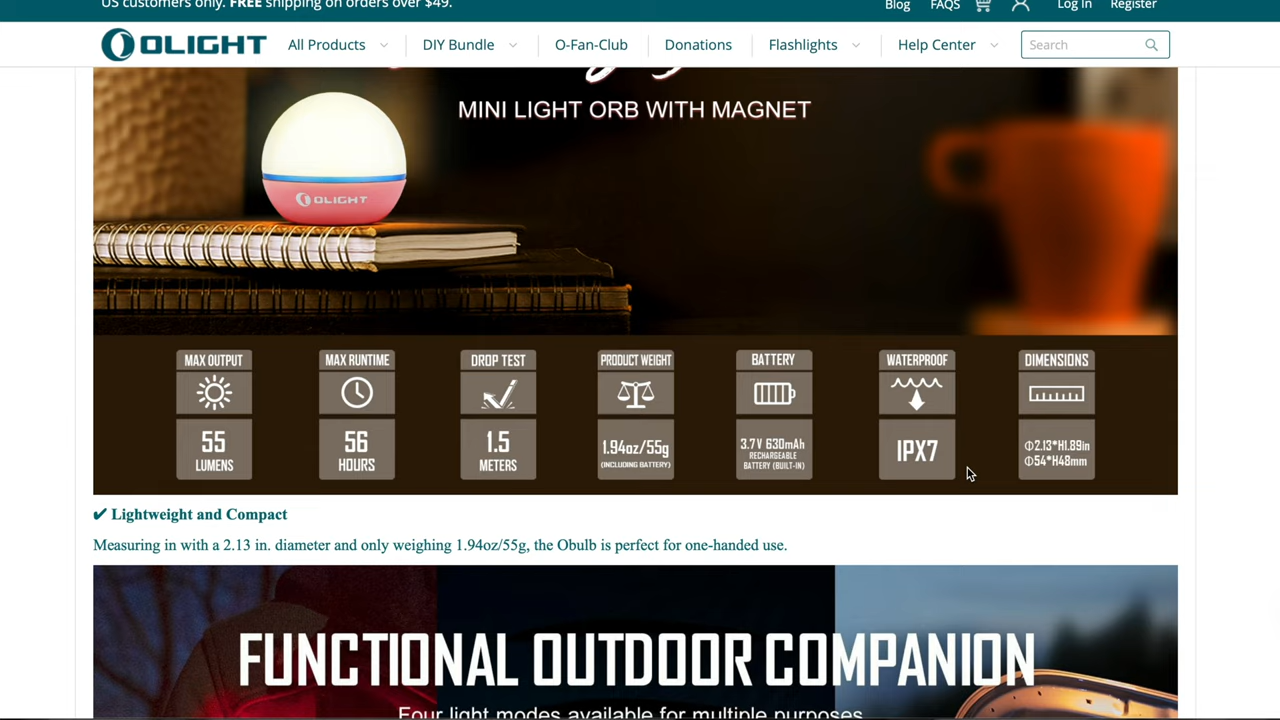 US customers only. FREE shipping on orders over $49.
Blog FAQS Log In Register
OLIGHT All Products DIY Bundle O-Fan-Club Donations Flashlights Help Center Search
MINI LIGHT ORB WITH MAGNET
OLIGHT
MAX OUTPUT
55
LUMENS
MAX RUNTIME
56
HOURS
DROP TEST
1.5
METERS
PRODUCT WEIGHT
1.94oz/55g
(INCLUDING BATTERY)
BATTERY
3.7V 630mAh
RECHARGEABLE
BATTERY (BUILT-IN)
WATERPROOF
IPX7
DIMENSIONS
Φ2.13*H1.89in
Φ54*H48mm
✔ Lightweight and Compact
Measuring in with a 2.13 in. diameter and only weighing 1.94oz/55g, the Obulb is perfect for one-handed use.
FUNCTIONAL OUTDOOR COMPANION
Four light modes available for multiple purposes